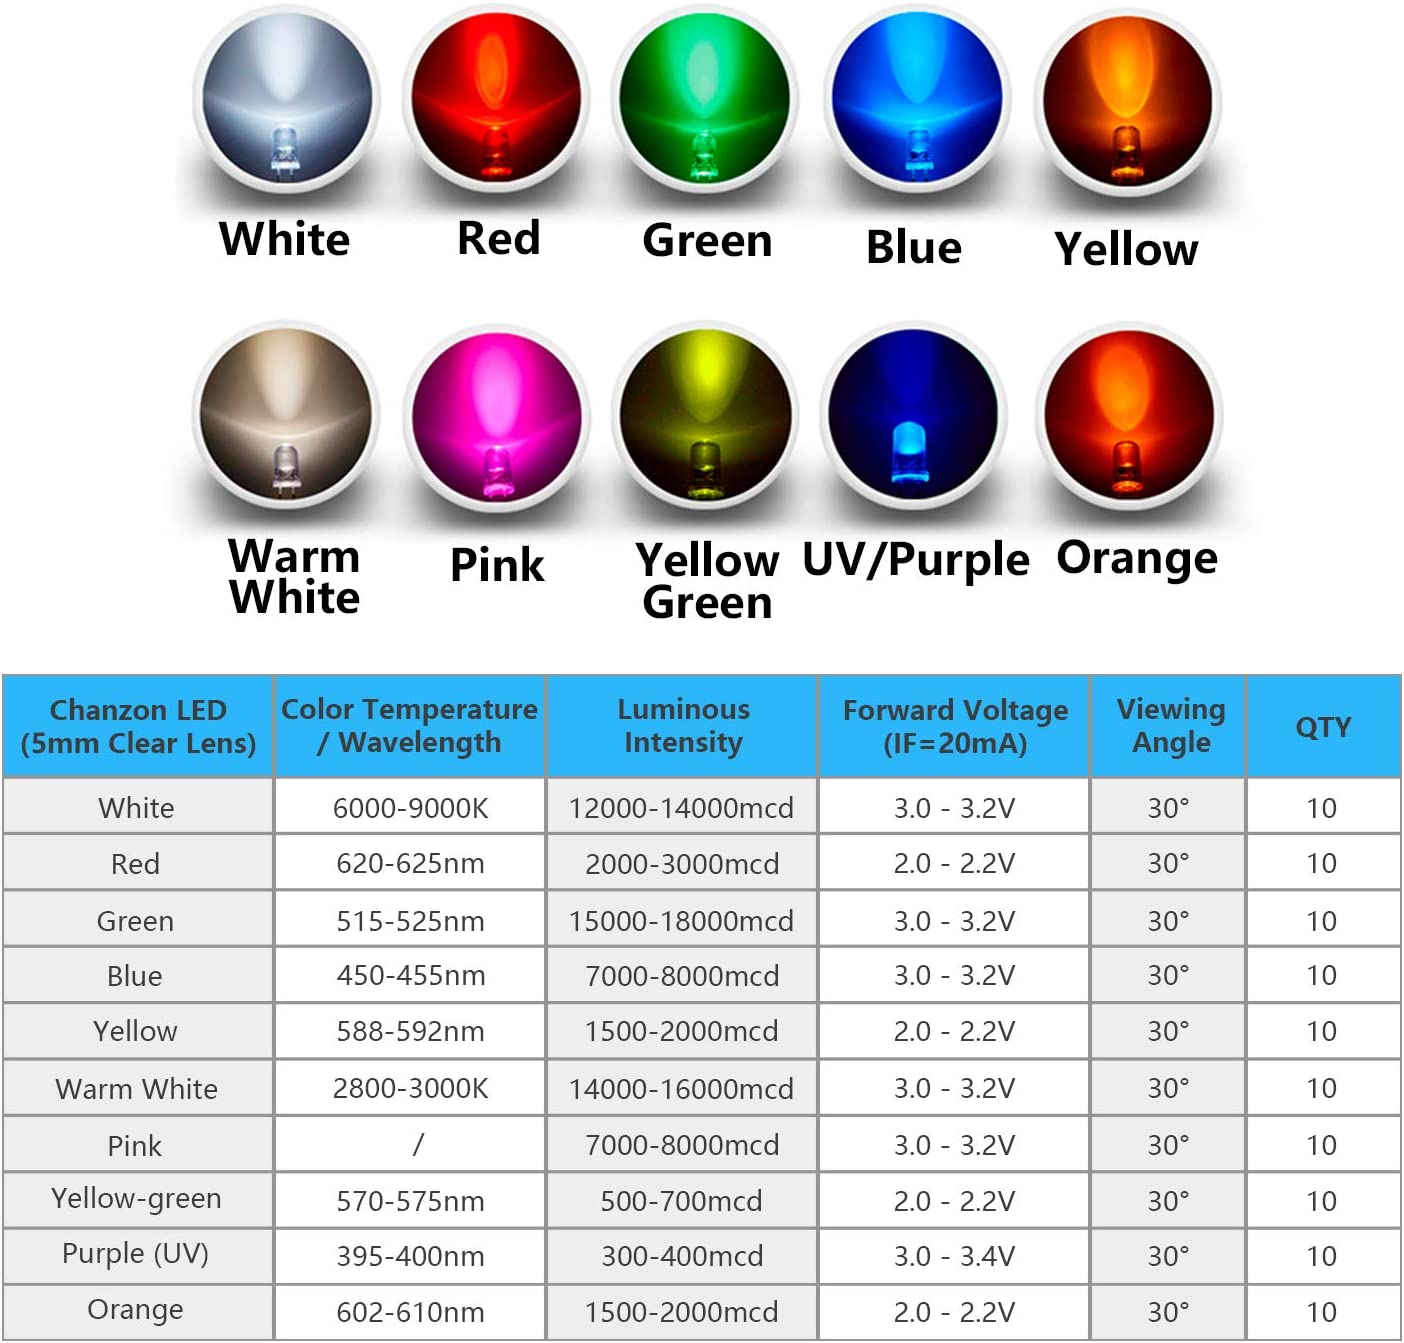 White Red Green Blue Yellow
Warm White Pink Yellow Green UV/Purple Orange
Chanzon LED (5mm Clear Lens) Color Temperature / Wavelength Luminous Intensity Forward Voltage (IF=20mA) Viewing Angle QTY
White 6000-9000K 12000-14000mcd 3.0 - 3.2V 30° 10
Red 620-625nm 2000-3000mcd 2.0 - 2.2V 30° 10
Green 515-525nm 15000-18000mcd 3.0 - 3.2V 30° 10
Blue 450-455nm 7000-8000mcd 3.0 - 3.2V 30° 10
Yellow 588-592nm 1500-2000mcd 2.0 - 2.2V 30° 10
Warm White 2800-3000K 14000-16000mcd 3.0 - 3.2V 30° 10
Pink / 7000-8000mcd 3.0 - 3.2V 30° 10
Yellow-green 570-575nm 500-700mcd 2.0 - 2.2V 30° 10
Purple (UV) 395-400nm 300-400mcd 3.0 - 3.4V 30° 10
Orange 602-610nm 1500-2000mcd 2.0 - 2.2V 30° 10